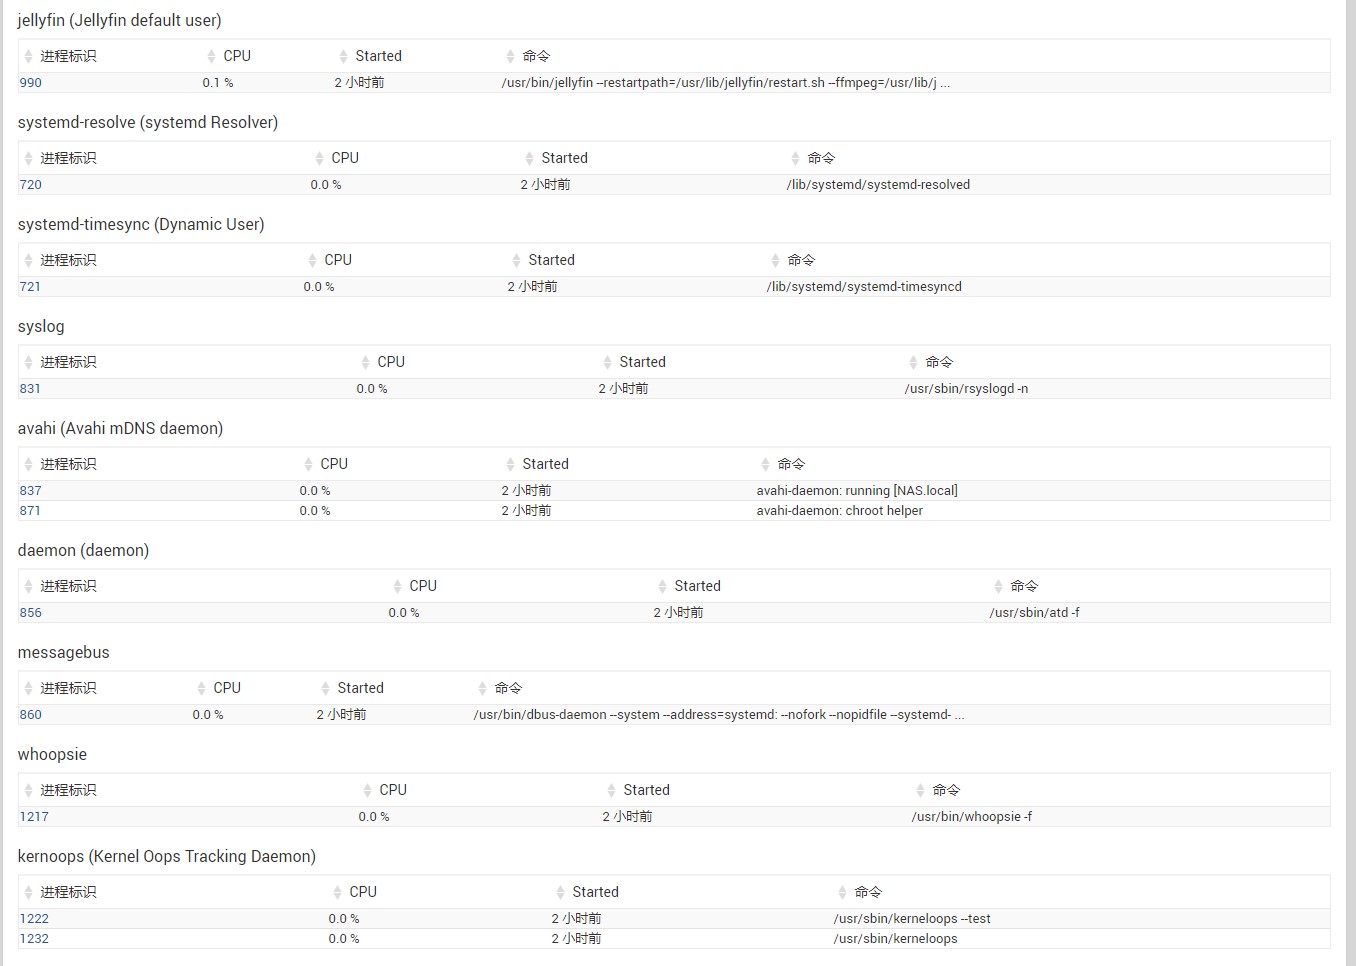 jellyfin (Jellyfin default user)
进程标识 CPU Started 命令
990 0.1 % 2 小时前 /usr/bin/jellyfin --restartpath=/usr/lib/jellyfin/restart.sh --ffmpeg=/usr/lib/j ...
systemd-resolve (systemd Resolver)
进程标识 CPU Started 命令
720 0.0 % 2 小时前 /lib/systemd/systemd-resolved
systemd-timesync (Dynamic User)
进程标识 CPU Started 命令
721 0.0 % 2 小时前 /lib/systemd/systemd-timesyncd
syslog
进程标识 CPU Started 命令
831 0.0 % 2 小时前 /usr/sbin/rsyslogd -n
avahi (Avahi mDNS daemon)
进程标识 CPU Started 命令
837 0.0 % 2 小时前 avahi-daemon: running [NAS.local]
871 0.0 % 2 小时前 avahi-daemon: chroot helper
daemon (daemon)
进程标识 CPU Started 命令
856 0.0 % 2 小时前 /usr/sbin/atd -f
messagebus
进程标识 CPU Started 命令
860 0.0 % 2 小时前 /usr/bin/dbus-daemon --system --address=systemd: --nofork --nopidfile --systemd- ...
whoopsie
进程标识 CPU Started 命令
1217 0.0 % 2 小时前 /usr/bin/whoopsie -f
kernoops (Kernel Oops Tracking Daemon)
进程标识 CPU Started 命令
1222 0.0 % 2 小时前 /usr/sbin/kerneloops --test
1232 0.0 % 2 小时前 /usr/sbin/kerneloops